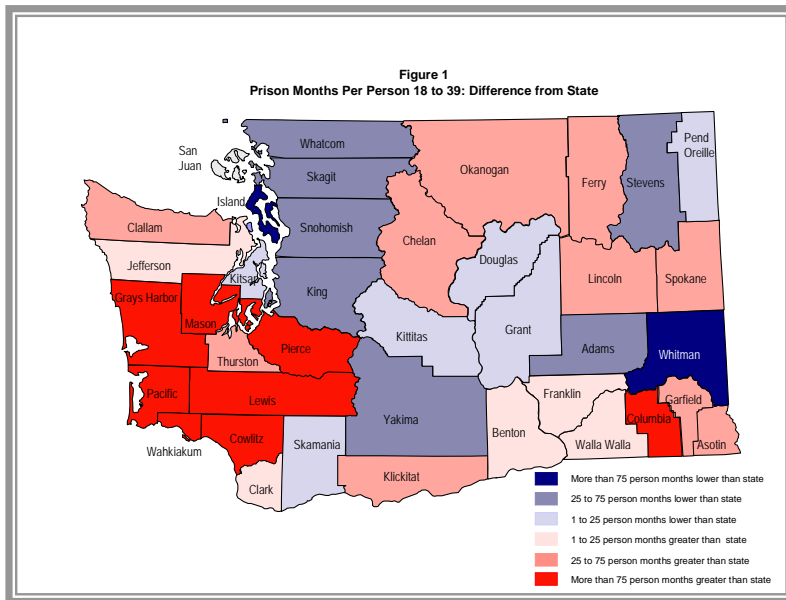 Figure 1
Prison Months Per Person 18 to 39: Difference from State
San
Juan
Whatcom
Skagit
Island
Snohomish
King
Okanogan
Ferry
Stevens
Pend
Oreille
Clallam
Jefferson
Kitsap
Chelan
Douglas
Lincoln
Spokane
Grays Harbor
Mason
Thurston
Pierce
Kittitas
Grant
Adams
Whitman
Pacific
Lewis
Yakima
Franklin
Benton
Walla Walla
Columbia
Garfield
Asotin
Wahkiakum
Cowlitz
Skamania
Clark
Klickitat
More than 75 person months lower than state
25 to 75 person months lower than state
1 to 25 person months lower than state
1 to 25 person months greater than state
25 to 75 person months greater than state
More than 75 person months greater than state